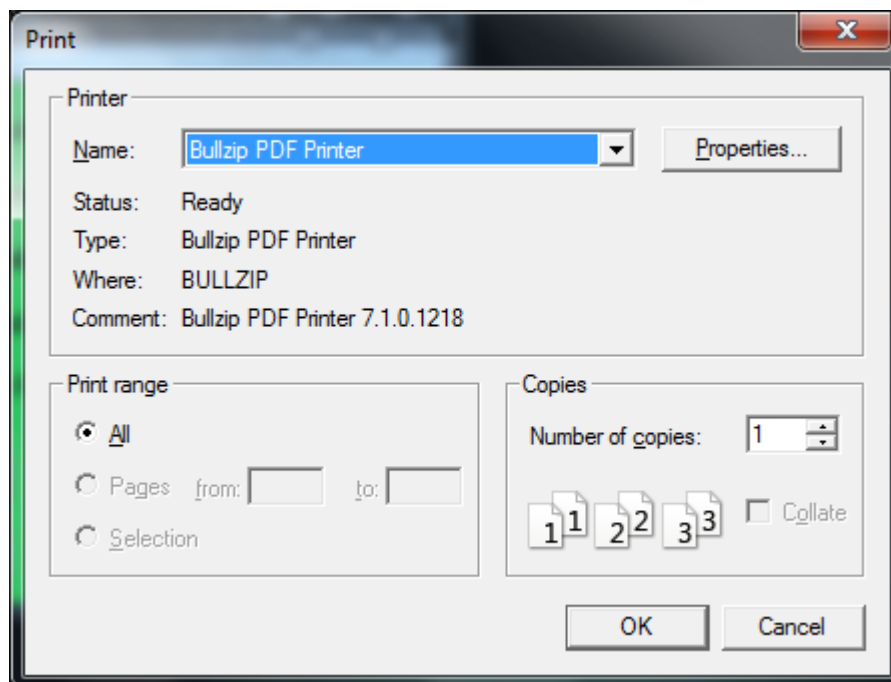 Print
Printer
Name: Bullzip PDF Printer Properties...
Status: Ready
Type: Bullzip PDF Printer
Where: BULLZIP
Comment: Bullzip PDF Printer 7.1.0.1218
Print range
All
Pages from: to:
Selection
Copies
Number of copies: 1
1 1 2 2 3 3 Collate
OK Cancel